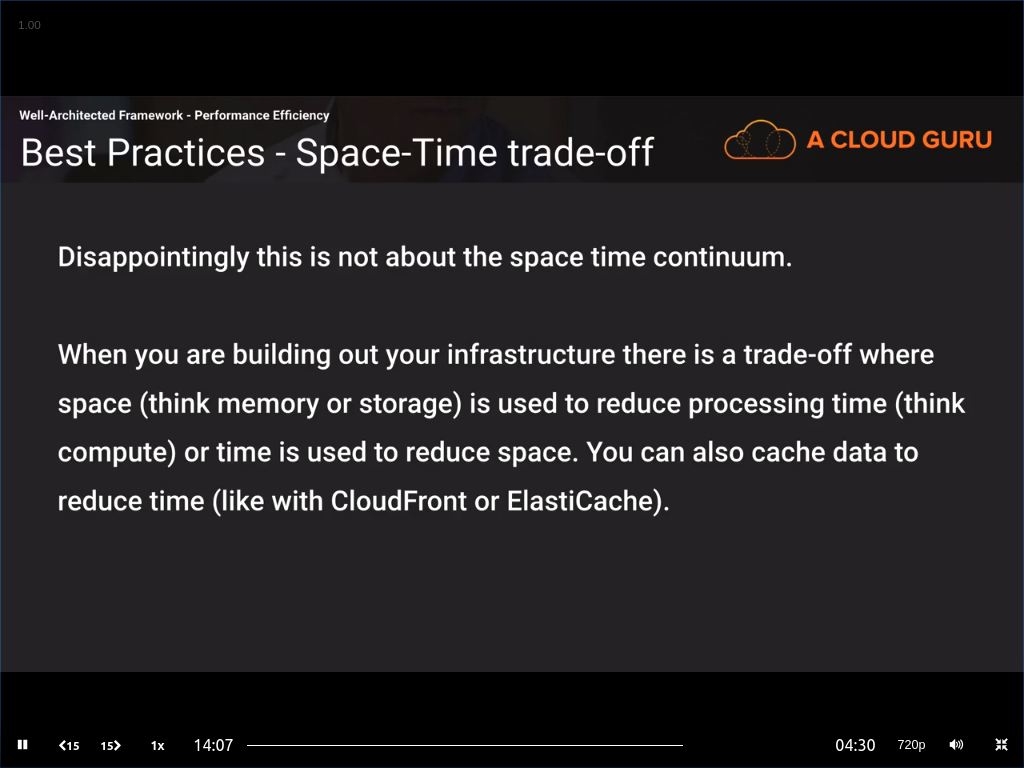 1.00
Well-Architected Framework - Performance Efficiency
Best Practices - Space-Time trade-off
A CLOUD GURU
Disappointingly this is not about the space time continuum.
When you are building out your infrastructure there is a trade-off where
space (think memory or storage) is used to reduce processing time (think
compute) or time is used to reduce space. You can also cache data to
reduce time (like with CloudFront or ElastiCache).
15 15 1x 14:07 04:30 720p